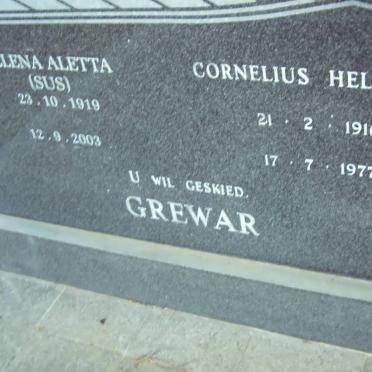 LENA ALETTA
(SUS)
23.10.1919
12.9.2003
CORNELIUS HEL
21 · 2 · 191
17 · 7 · 1977
U WIL GESKIED.
GREWAR